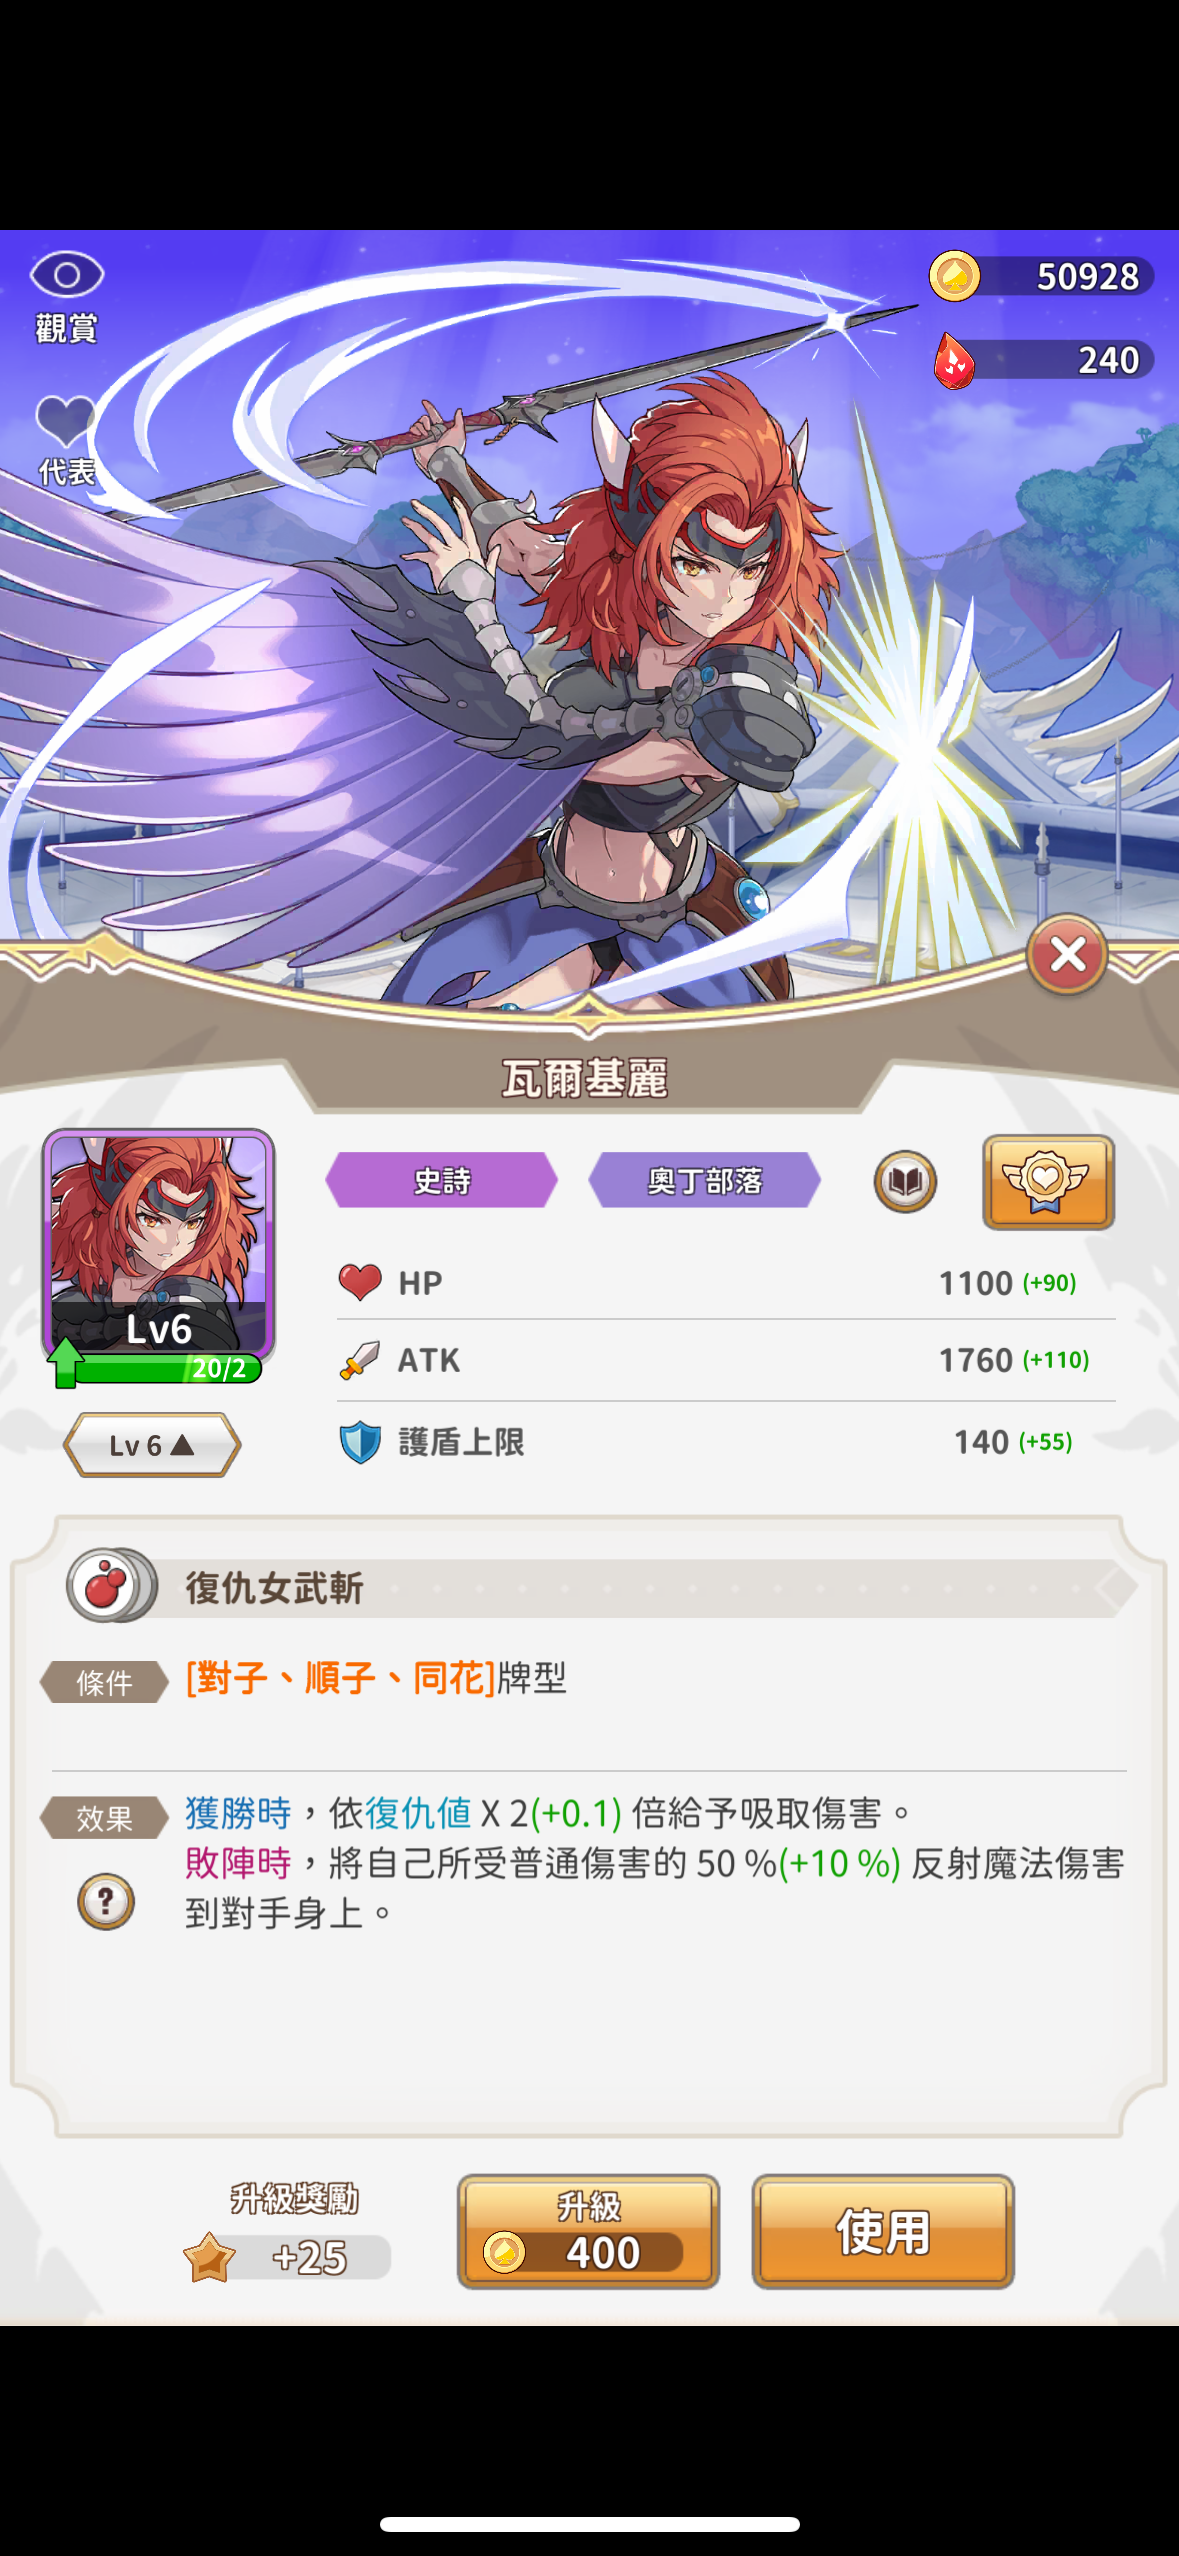 觀賞
50928
240
代表
瓦爾基麗
史詩
奧丁部落
Lv6
20/2
Lv 6 ▲
HP
1100 (+90)
ATK
1760 (+110)
護盾上限
140 (+55)
復仇女武斬
條件
[對子、順子、同花]牌型
效果
獲勝時，依復仇值 X 2(+0.1) 倍給予吸取傷害。
敗陣時，將自己所受普通傷害的 50 %(+10 %) 反射魔法傷害
到對手身上。
?
升級獎勵
+25
升級
400
使用